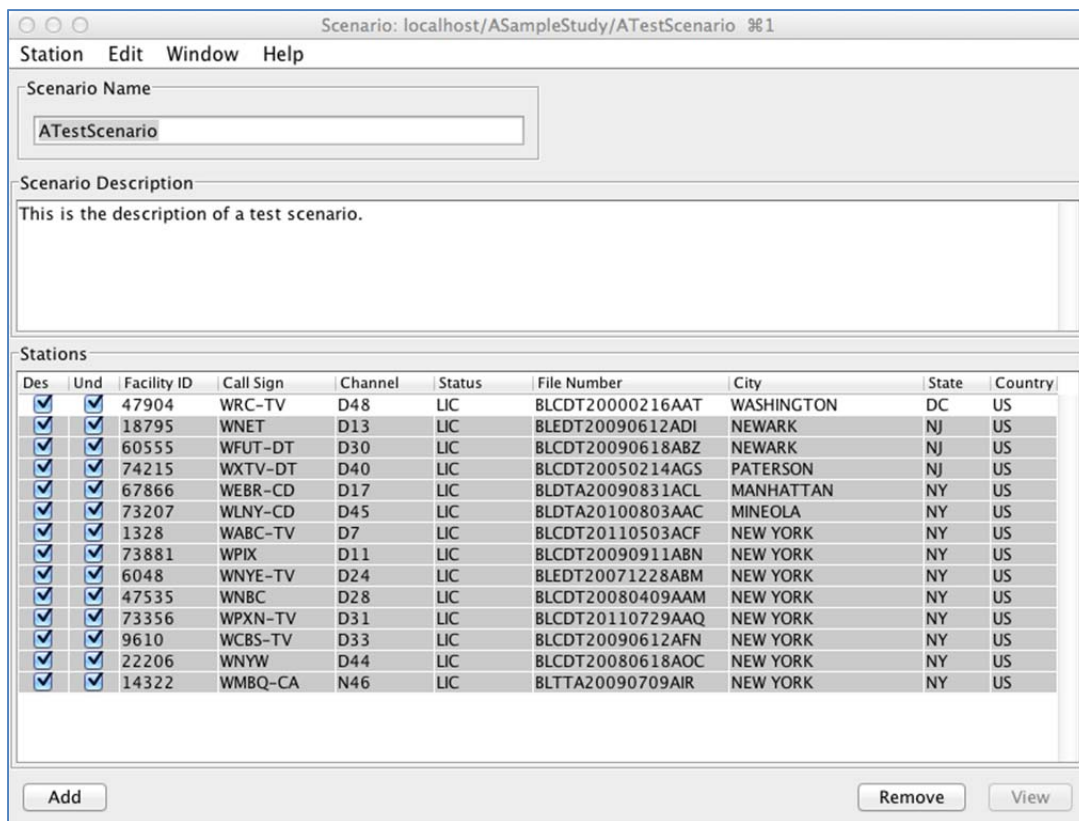 Scenario: localhost/ASampleStudy/ATestScenario ⌘1
Station Edit Window Help
Scenario Name
ATestScenario
Scenario Description
This is the description of a test scenario.
Stations
Des Und Facility ID Call Sign Channel Status File Number City State Country
47904 WRC-TV D48 LIC BLCDT20000216AAT WASHINGTON DC US
18795 WNET D13 LIC BLEDT20090612ADI NEWARK NJ US
60555 WFUT-DT D30 LIC BLCDT20090618ABZ NEWARK NJ US
74215 WXTV-DT D40 LIC BLCDT20050214AGS PATERSON NJ US
67866 WEBR-CD D17 LIC BLDTA20090831ACL MANHATTAN NY US
73207 WLNY-CD D45 LIC BLDTA20100803AAC MINEOLA NY US
1328 WABC-TV D7 LIC BLCDT20110503ACF NEW YORK NY US
73881 WPIX D11 LIC BLCDT20090911ABN NEW YORK NY US
6048 WNYE-TV D24 LIC BLEDT20071228ABM NEW YORK NY US
47535 WNBC D28 LIC BLCDT20080409AAM NEW YORK NY US
73356 WPXN-TV D31 LIC BLCDT20110729AAQ NEW YORK NY US
9610 WCBS-TV D33 LIC BLCDT20090612AFN NEW YORK NY US
22206 WNYW D44 LIC BLCDT20080618AOC NEW YORK NY US
14322 WMBQ-CA N46 LIC BLTTA20090709AIR NEW YORK NY US
Add Remove View